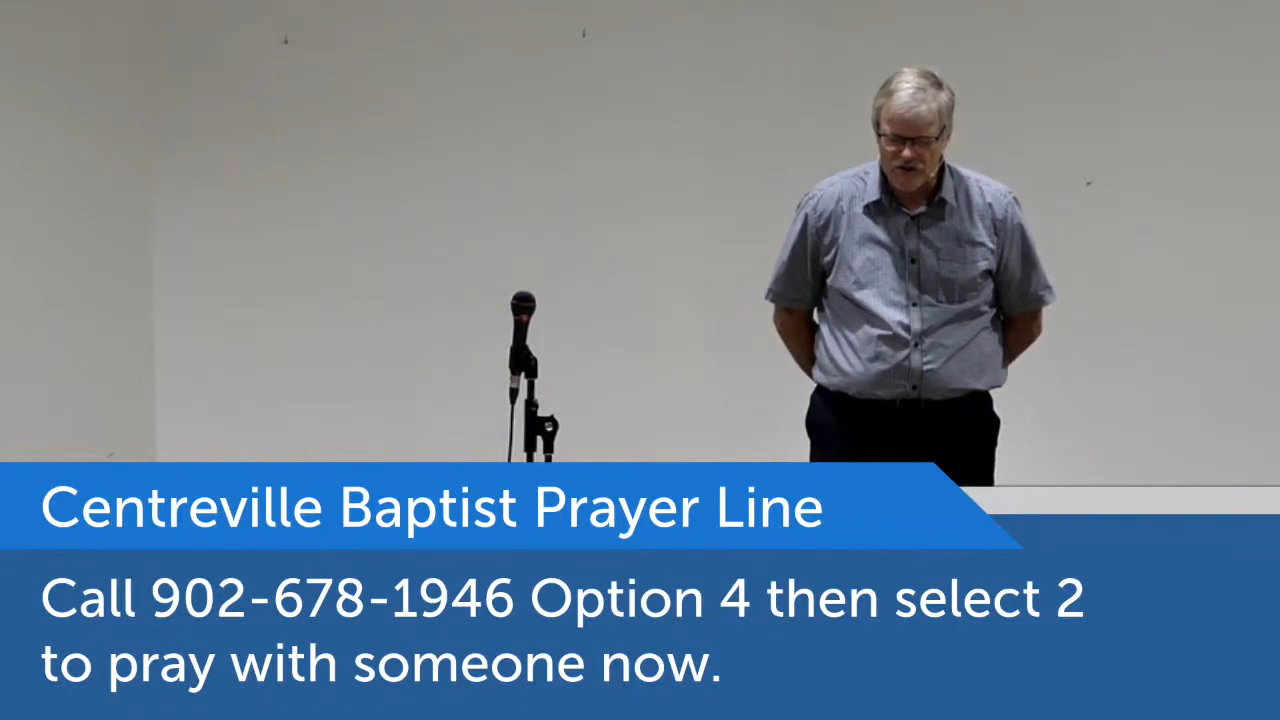 Centreville Baptist Prayer Line
Call 902-678-1946 Option 4 then select 2
to pray with someone now.